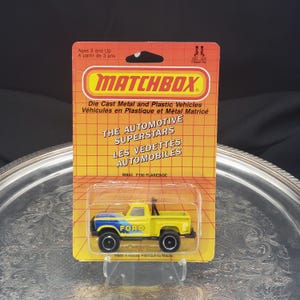 Ages 3 and Up
A partir de 3 ans
MATCHBOX
Die Cast Metal and Plastic Vehicles
Véhicules en Plastique et Métal Matricé
THE AUTOMOTIVE
SUPERSTARS
LES VEDETTES
AUTOMOBILES
FORD